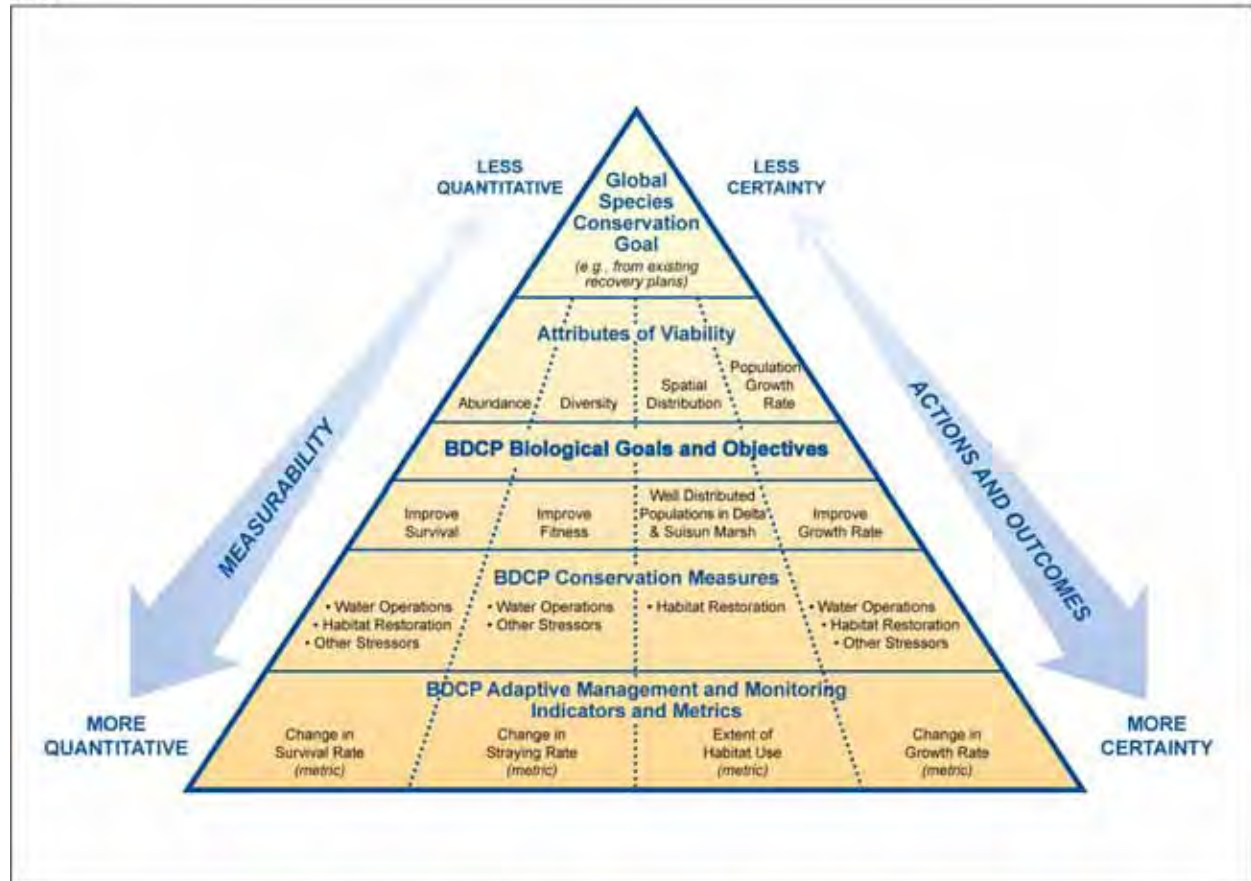 LESS
QUANTITATIVE
LESS
CERTAINTY
Global
Species
Conservation
Goal
(e.g., from existing
recovery plans)
Attributes of Viability
Abundance
Diversity
Spatial
Distribution
Population
Growth
Rate
BDCP Biological Goals and Objectives
Improve
Survival
Improve
Fitness
Well Distributed
Populations in Delta
& Suisun Marsh
Improve
Growth Rate
BDCP Conservation Measures
• Water Operations
• Habitat Restoration
• Other Stressors
• Water Operations
• Other Stressors
• Habitat Restoration
• Water Operations
• Habitat Restoration
• Other Stressors
BDCP Adaptive Management and Monitoring
Indicators and Metrics
Change in
Survival Rate
(metric)
Change in
Straying Rate
(metric)
Extent of
Habitat Use
(metric)
Change in
Growth Rate
(metric)
MEASURABILITY
ACTIONS AND OUTCOMES
MORE
QUANTITATIVE
MORE
CERTAINTY